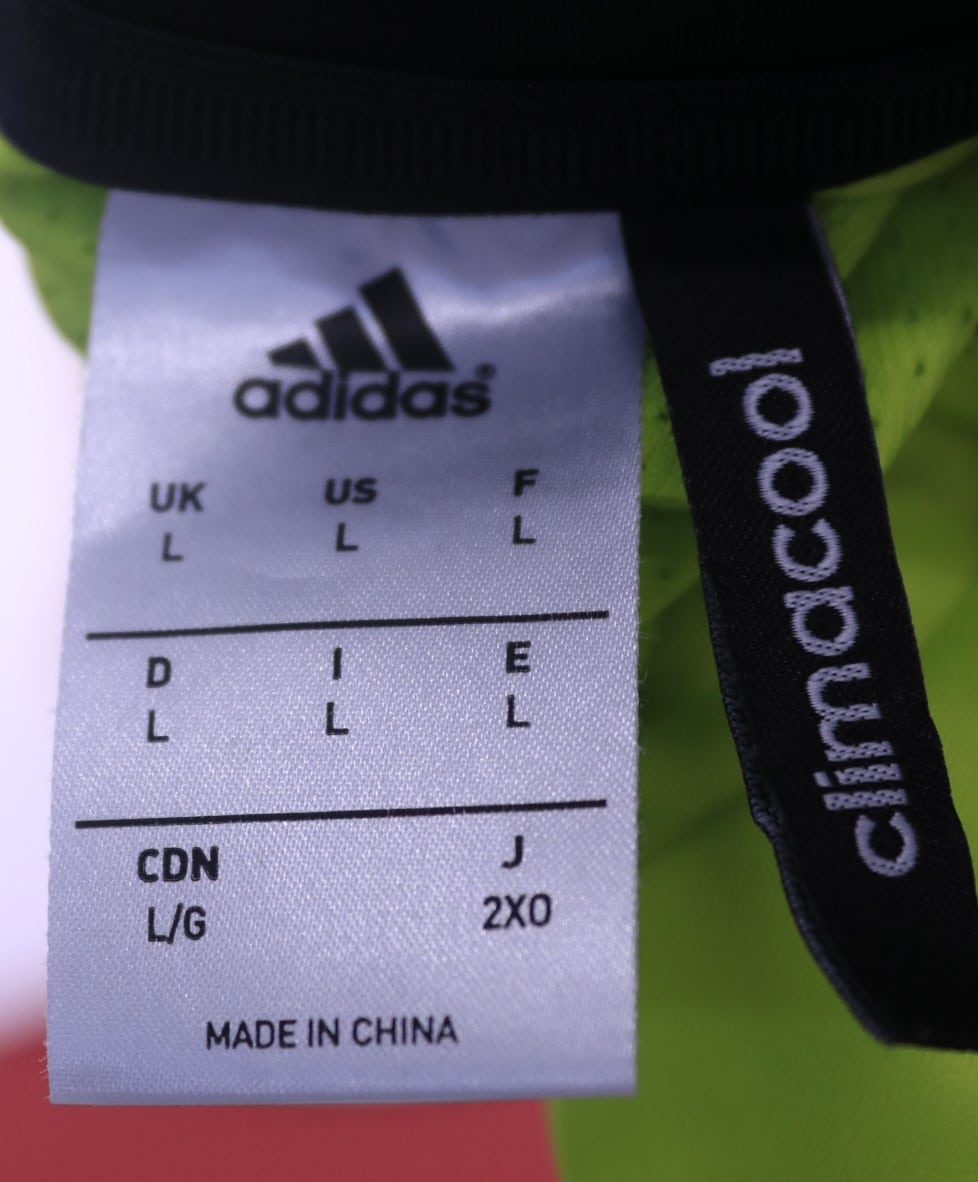 adidas®
UK US F
L L L
D I E
L L L
CDN J
L/G 2XO
MADE IN CHINA
climacool